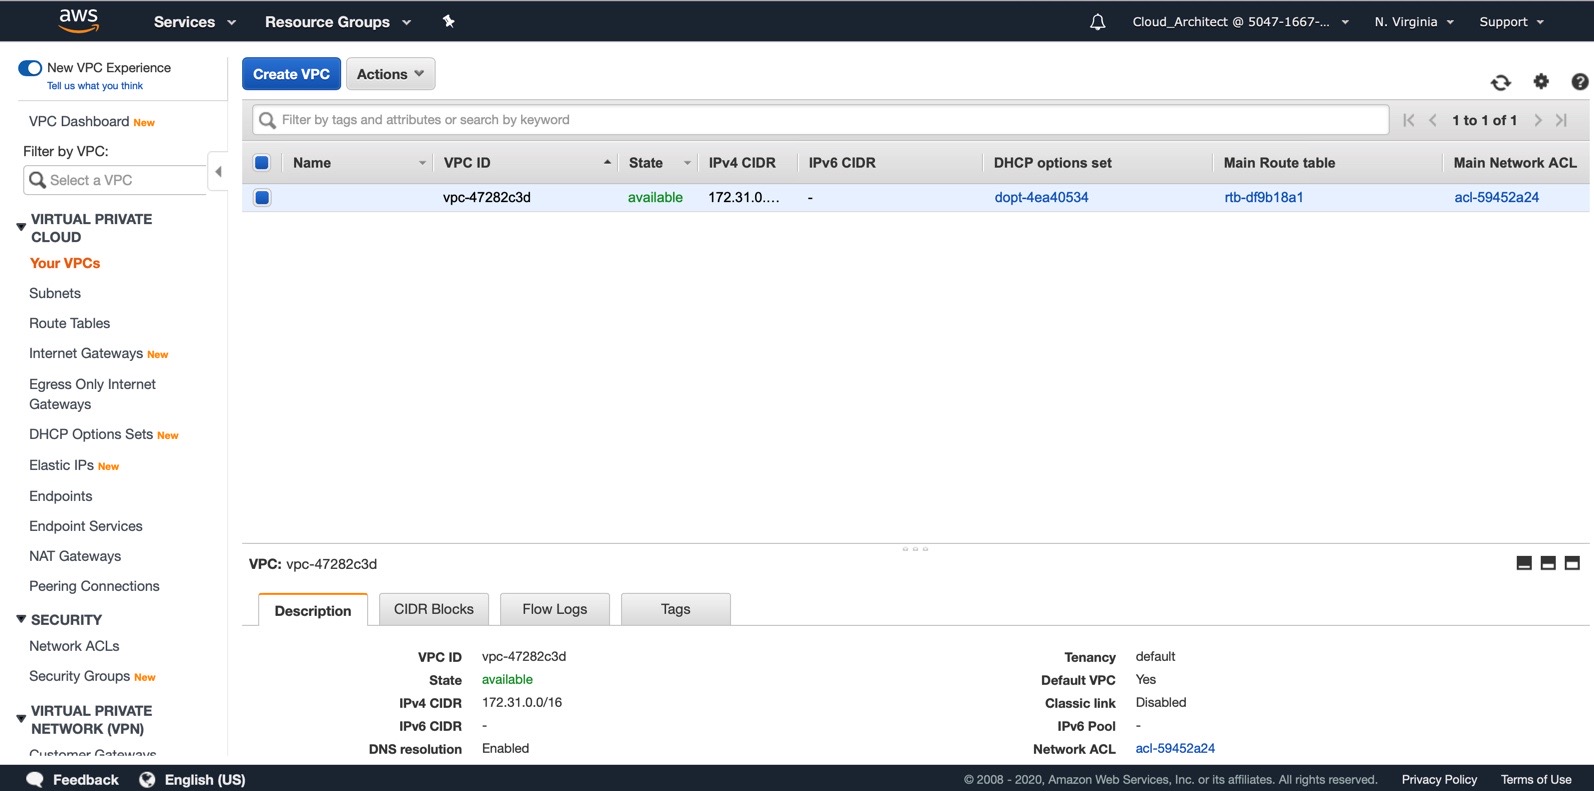 aws Services Resource Groups Cloud_Architect @ 5047-1667-... N. Virginia Support
New VPC Experience
Tell us what you think
VPC Dashboard New
Filter by VPC:
Select a VPC
VIRTUAL PRIVATE
CLOUD
Your VPCs
Subnets
Route Tables
Internet Gateways New
Egress Only Internet
Gateways
DHCP Options Sets New
Elastic IPs New
Endpoints
Endpoint Services
NAT Gateways
Peering Connections
SECURITY
Network ACLs
Security Groups New
VIRTUAL PRIVATE
NETWORK (VPN)
Customer Gateways
Create VPC Actions
Filter by tags and attributes or search by keyword 1 to 1 of 1
Name VPC ID State IPv4 CIDR IPv6 CIDR DHCP options set Main Route table Main Network ACL
vpc-47282c3d available 172.31.0.... - dopt-4ea40534 rtb-df9b18a1 acl-59452a24
VPC: vpc-47282c3d
Description CIDR Blocks Flow Logs Tags
VPC ID vpc-47282c3d Tenancy default
State available Default VPC Yes
IPv4 CIDR 172.31.0.0/16 Classic link Disabled
IPv6 CIDR - IPv6 Pool -
DNS resolution Enabled Network ACL acl-59452a24
Feedback English (US) © 2008 - 2020, Amazon Web Services, Inc. or its affiliates. All rights reserved. Privacy Policy Terms of Use